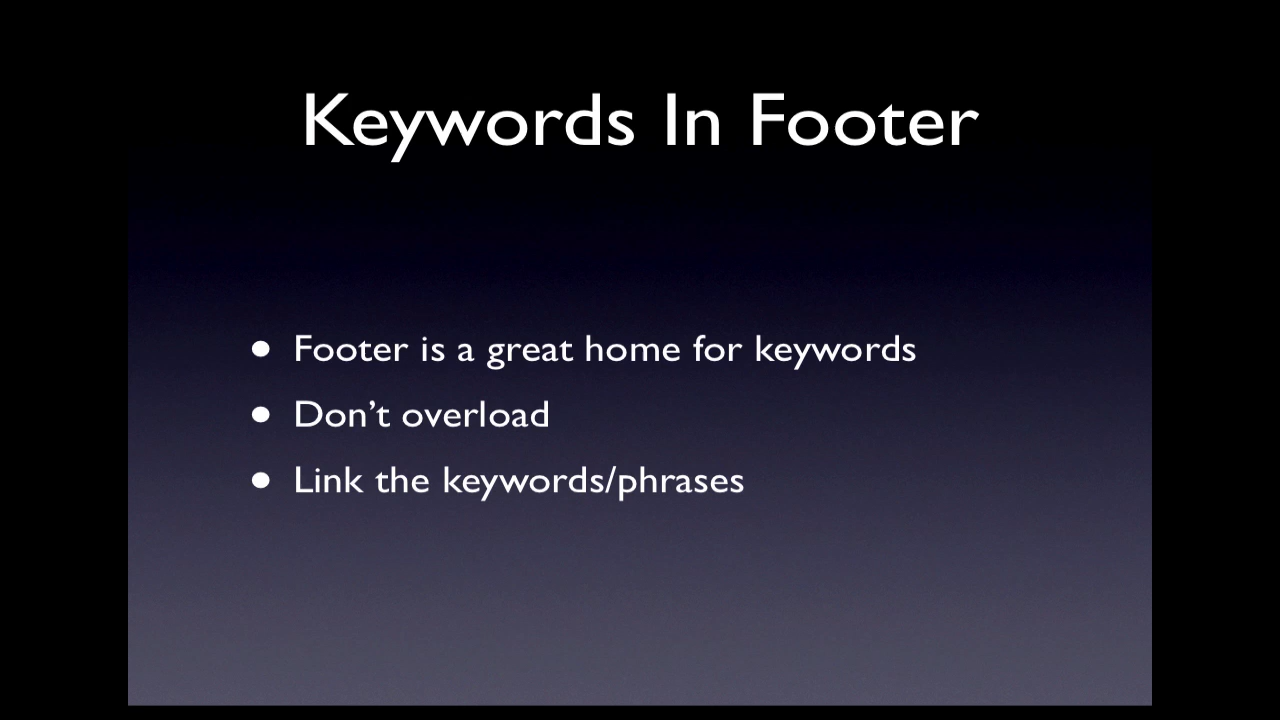 Keywords In Footer
• Footer is a great home for keywords
• Don’t overload
• Link the keywords/phrases